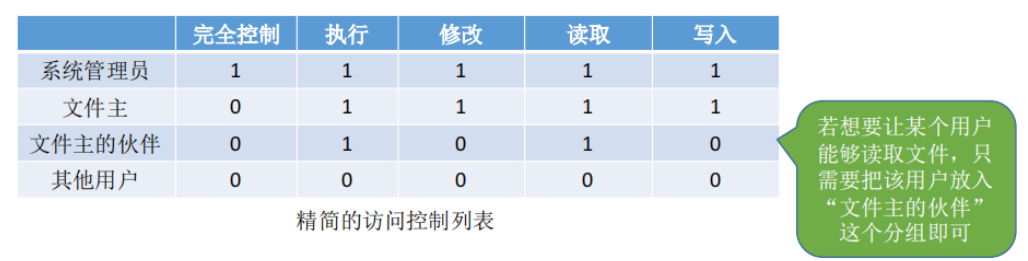 完全控制 执行 修改 读取 写入
系统管理员 1 1 1 1 1
文件主 0 1 1 1 1
文件主的伙伴 0 1 0 1 0
其他用户 0 0 0 0 0
精简的访问控制列表
若想要让某个用户
能够读取文件，只
需要把该用户放入
“文件主的伙伴”
这个分组即可